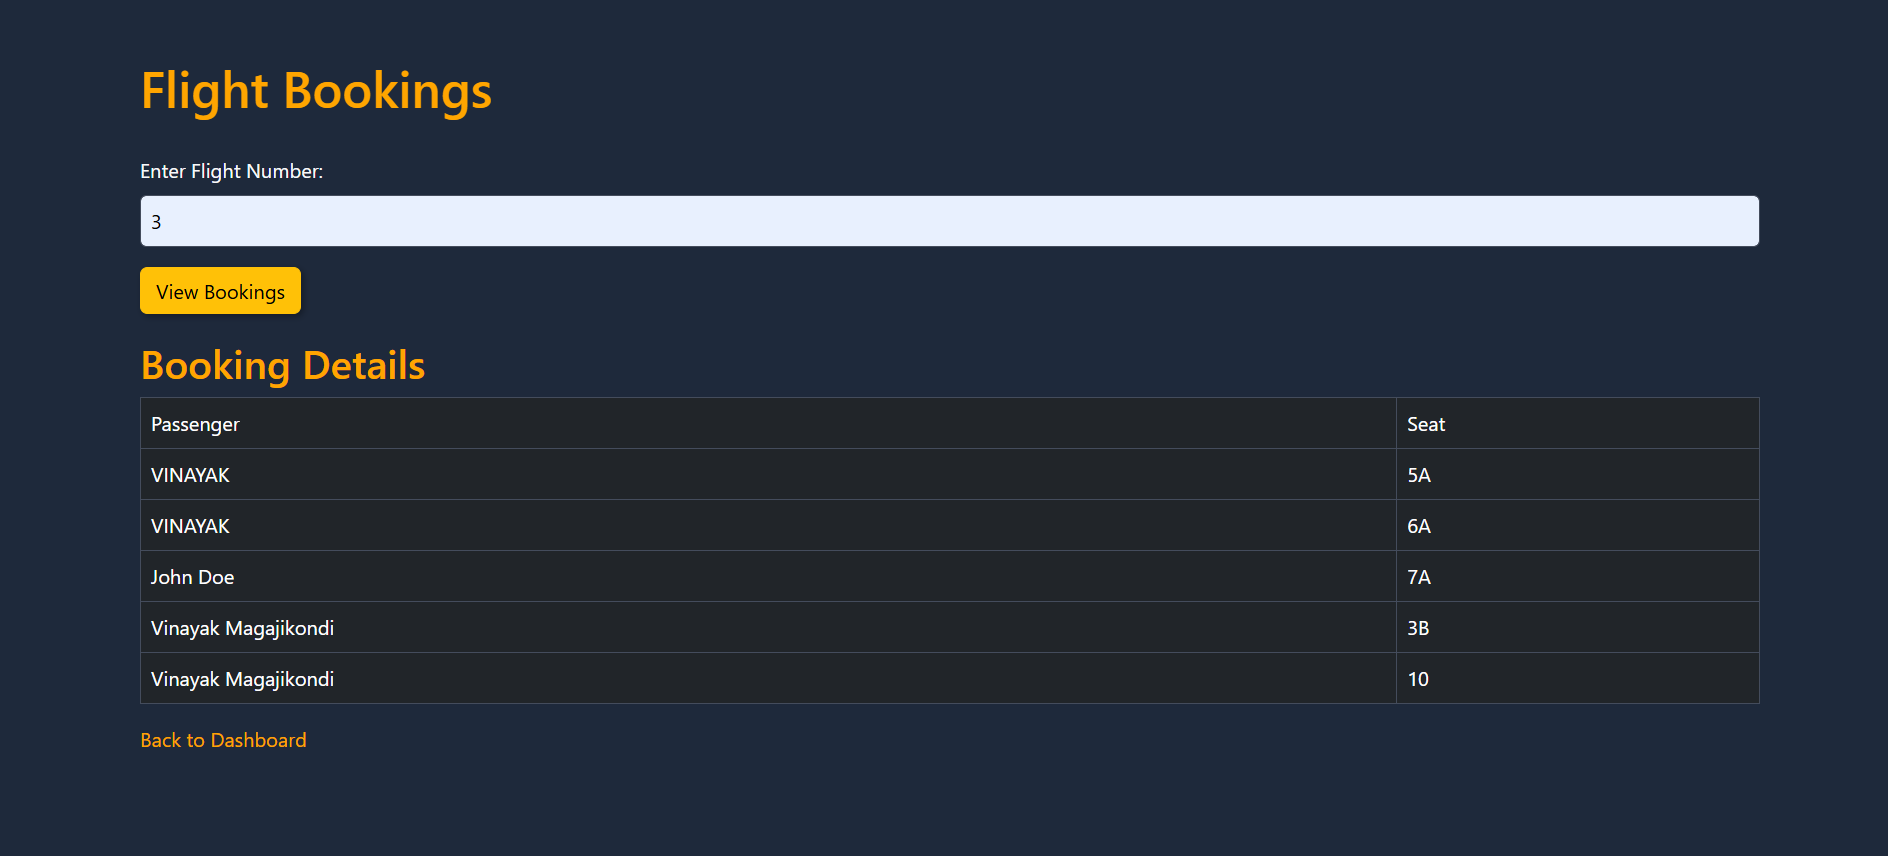 Flight Bookings
Enter Flight Number:
3
View Bookings
Booking Details
Passenger Seat
VINAYAK 5A
VINAYAK 6A
John Doe 7A
Vinayak Magajikondi 3B
Vinayak Magajikondi 10
Back to Dashboard